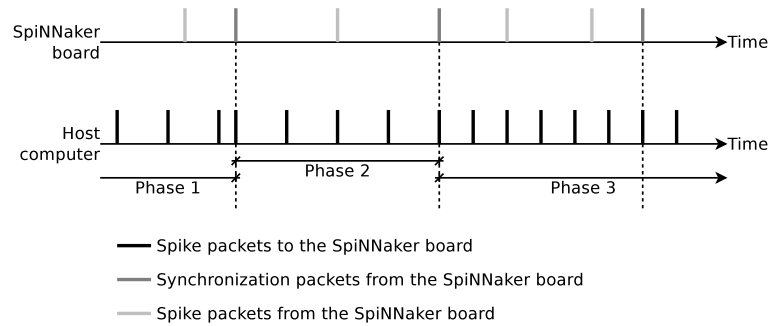 SpiNNaker
board
Time
Host
computer
Time
Phase 1
Phase 2
Phase 3
Spike packets to the SpiNNaker board
Synchronization packets from the SpiNNaker board
Spike packets from the SpiNNaker board